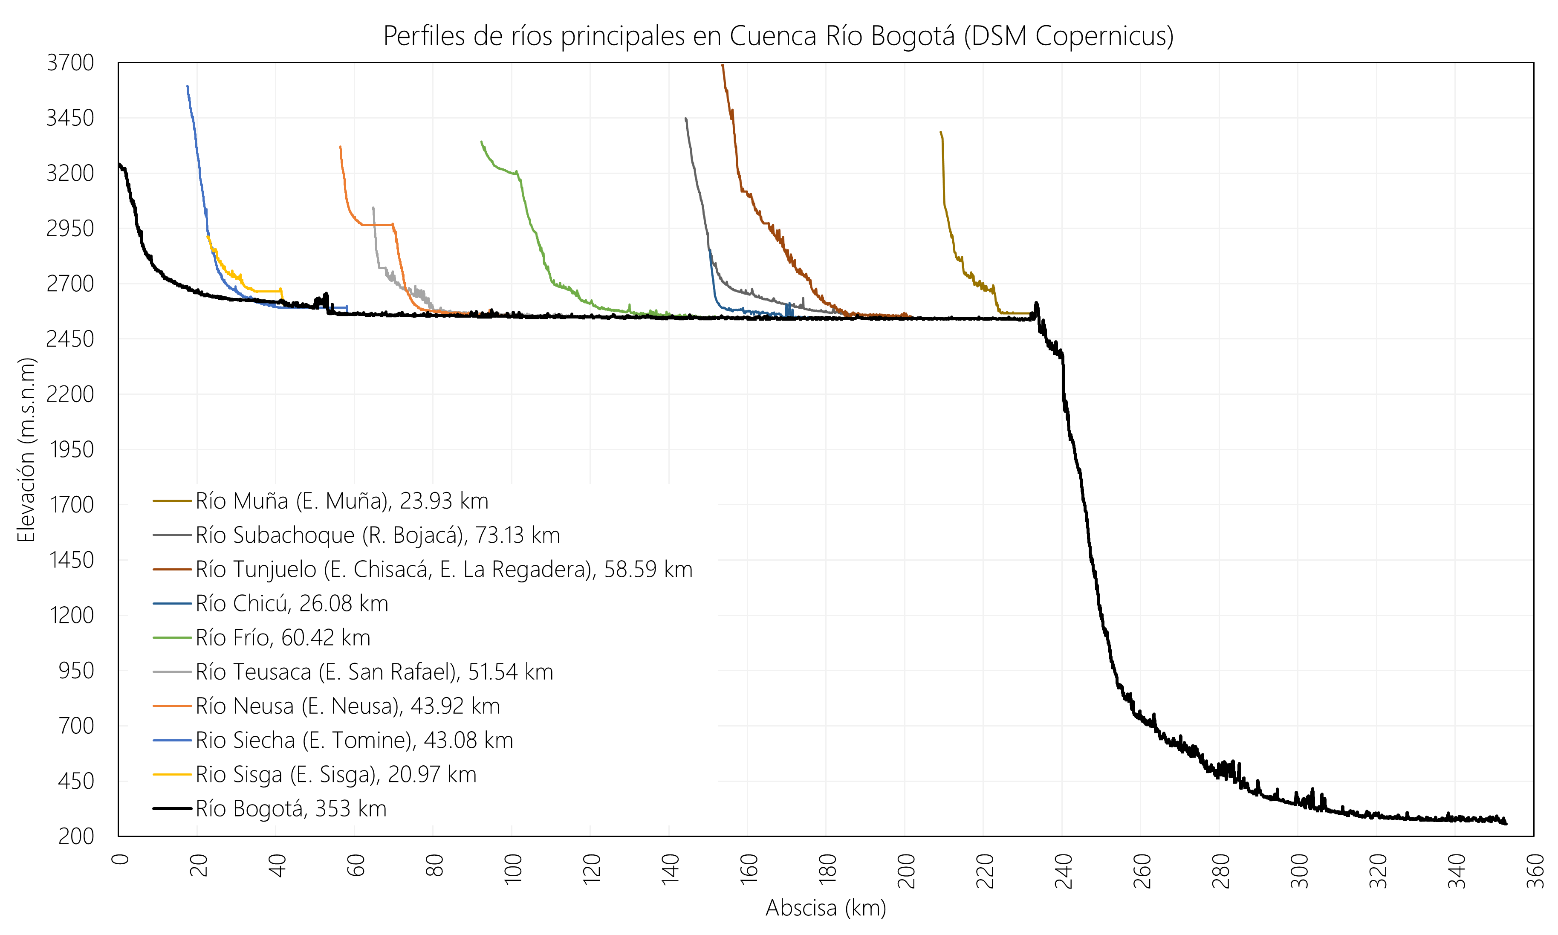 Perfiles de ríos principales en Cuenca Río Bogotá (DSM Copernicus)
3700
3450
3200
2950
2700
2450
2200
1950
1700
1450
1200
950
700
450
200
Elevación (m.s.n.m)
Río Muña (E. Muña), 23.93 km
Río Subachoque (R. Bojacá), 73.13 km
Río Tunjuelo (E. Chisacá, E. La Regadera), 58.59 km
Río Chicú, 26.08 km
Río Frío, 60.42 km
Río Teusaca (E. San Rafael), 51.54 km
Río Neusa (E. Neusa), 43.92 km
Rio Siecha (E. Tomine), 43.08 km
Rio Sisga (E. Sisga), 20.97 km
Río Bogotá, 353 km
0 20 40 60 80 100 120 140 160 180 200 220 240 260 280 300 320 340 360
Abscisa (km)